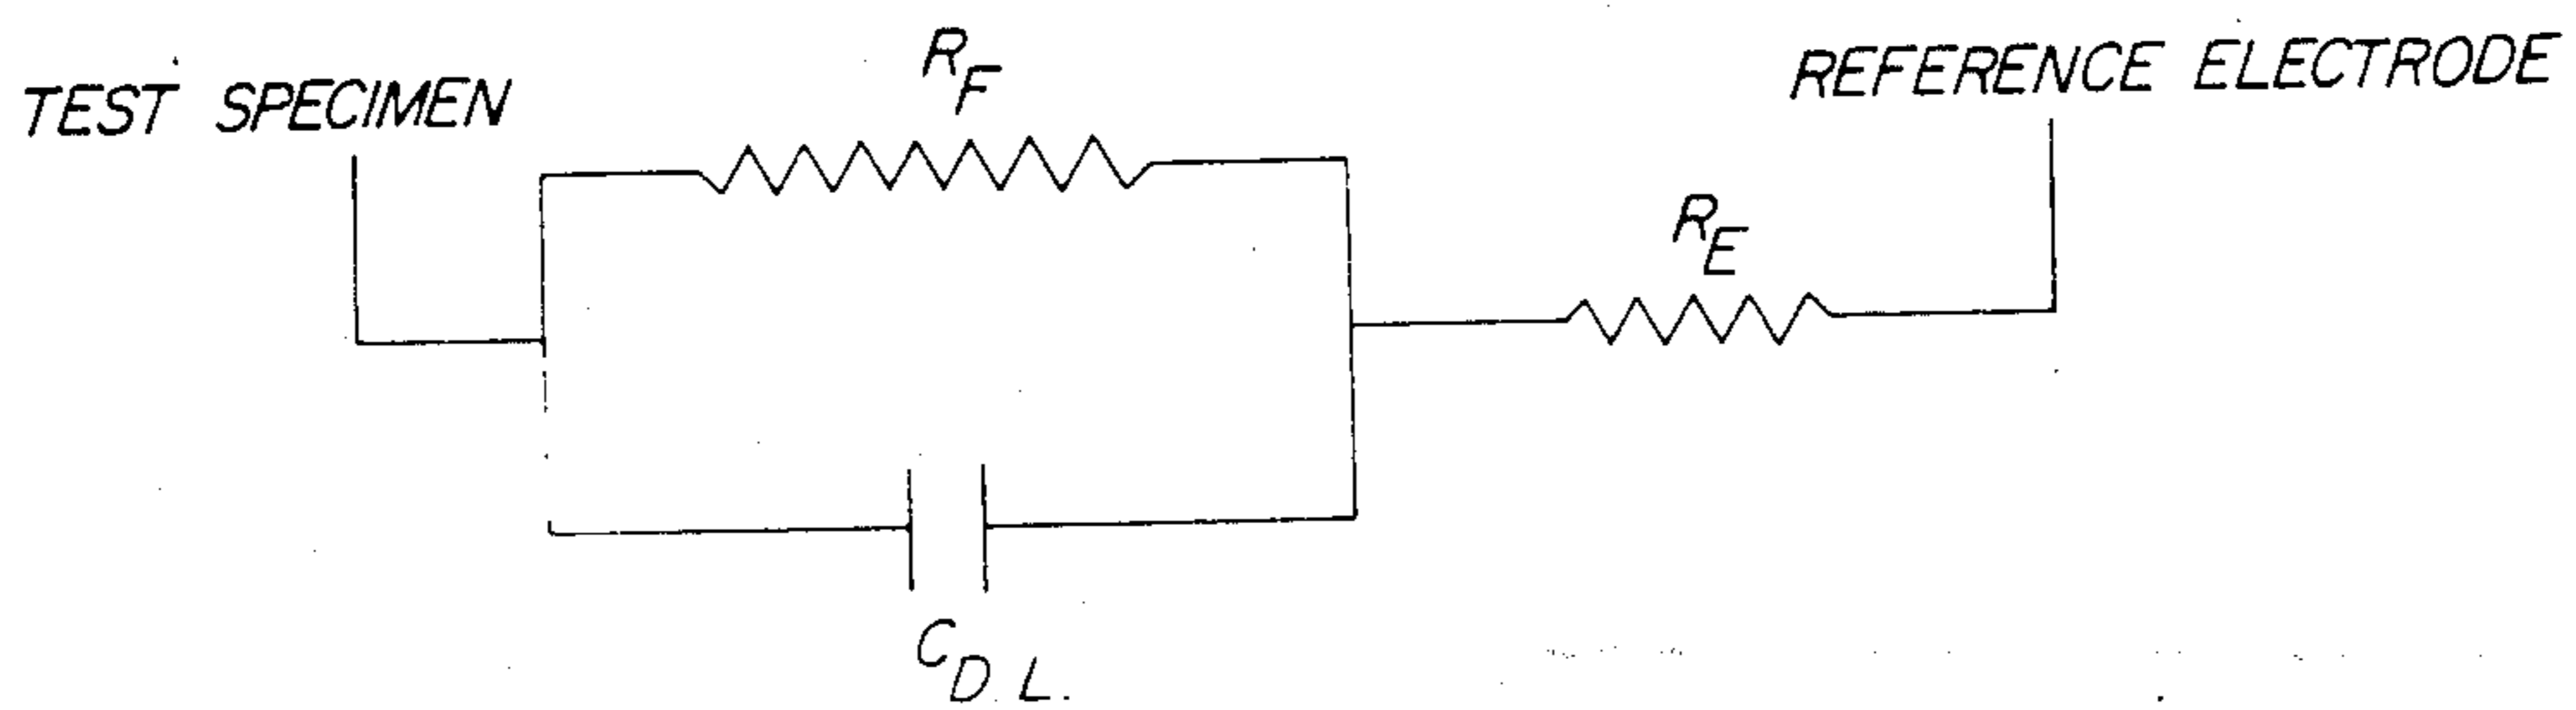 TEST SPECIMEN
R_F
REFERENCE ELECTRODE
R_E
C_D.L.